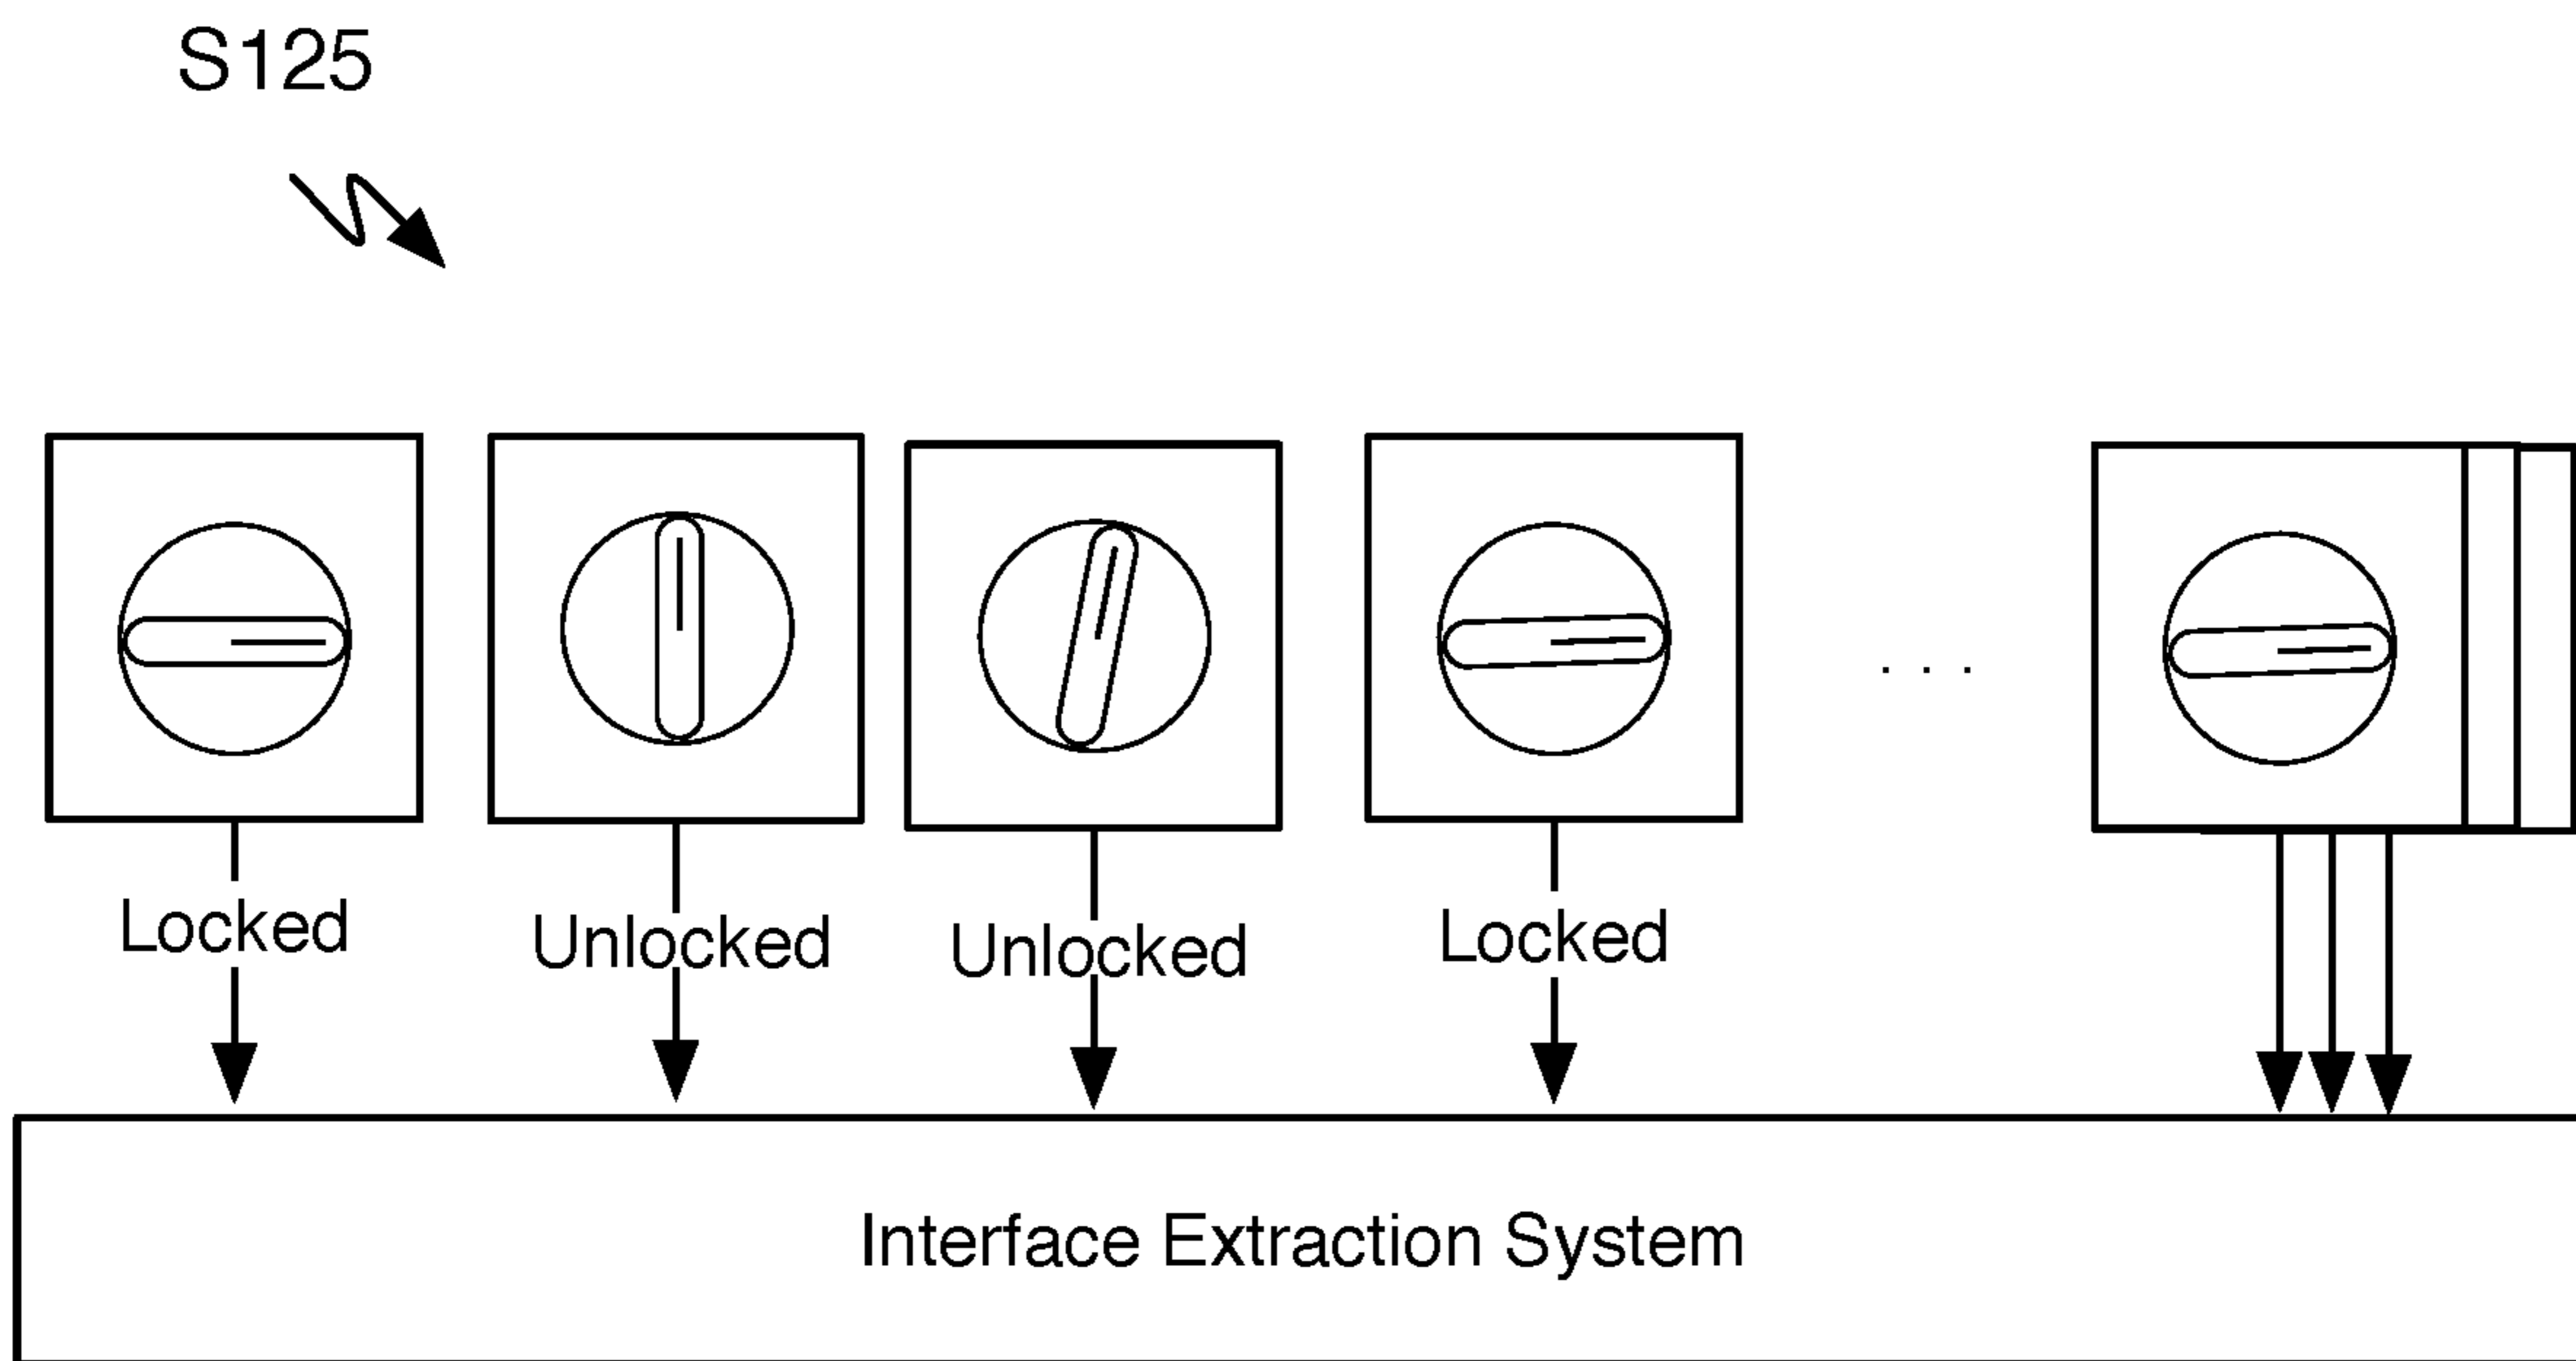 S125
Locked
Unlocked
Unlocked
Locked
. . .
Interface Extraction System